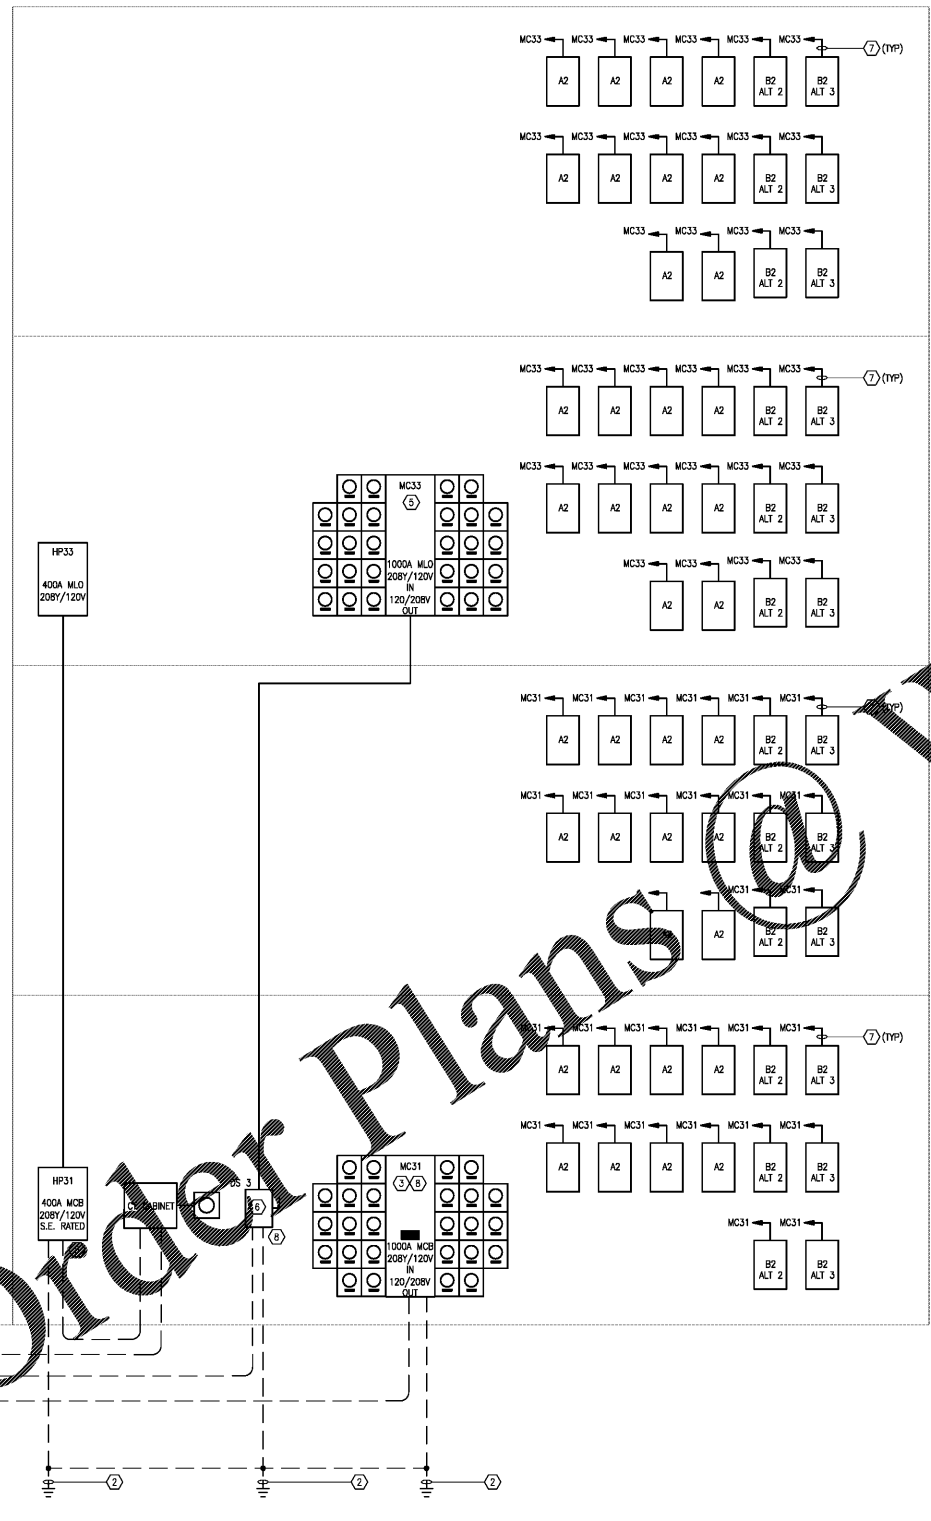 MC33 MC33 MC33 MC33 MC33 MC33
7 (TYP)
A2 A2 A2 A2 B2 B2
ALT 2 ALT 3
MC33 MC33 MC33 MC33 MC33 MC33
A2 A2 A2 A2 B2 B2
ALT 2 ALT 3
MC33 MC33 MC33 MC33
A2 A2 B2 B2
ALT 2 ALT 3
MC33 MC33 MC33 MC33 MC33 MC33
7 (TYP)
A2 A2 A2 A2 B2 B2
ALT 2 ALT 3
MC33 MC33 MC33 MC33 MC33 MC33
A2 A2 A2 A2 B2 B2
ALT 2 ALT 3
MC33 MC33 MC33 MC33
A2 A2 B2 B2
ALT 2 ALT 3
MC33
5
1000A MLO
208Y/120V
IN
120/208V
OUT
HP33
400A MLO
208Y/120V
MC31 MC31 MC31 MC31 MC31 MC31
A2 A2 A2 A2 B2 B2
ALT 2 ALT 3
MC31 MC31 MC31 MC31 MC31 MC31
A2 A2 A2 A2 B2 B2
ALT 2 ALT 3
MC31 MC31
A2 B2 B2
ALT 2 ALT 3
MC31 MC31 MC31 MC31 MC31 MC31
7 (TYP)
A2 A2 A2 A2 B2 B2
ALT 2 ALT 3
MC31 MC31 MC31 MC31 MC31 MC31
A2 A2 A2 A2 B2 B2
ALT 2 ALT 3
MC31 MC31
B2 B2
ALT 2 ALT 3
HP31
400A MCB
208Y/120V
S.E. RATED
CABINET
DS 3
6
8
MC31
3 8
1000A MCB
208Y/120V
IN
120/208V
OUT
2 2 2
Order Plans @